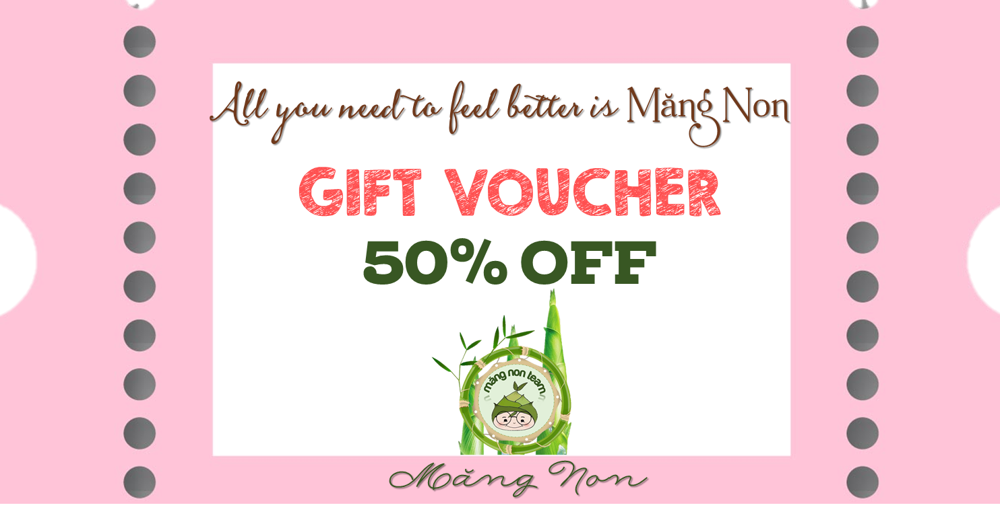 All you need to feel better is Măng Non
GIFT VOUCHER
50% OFF
măng non team
Măng Non